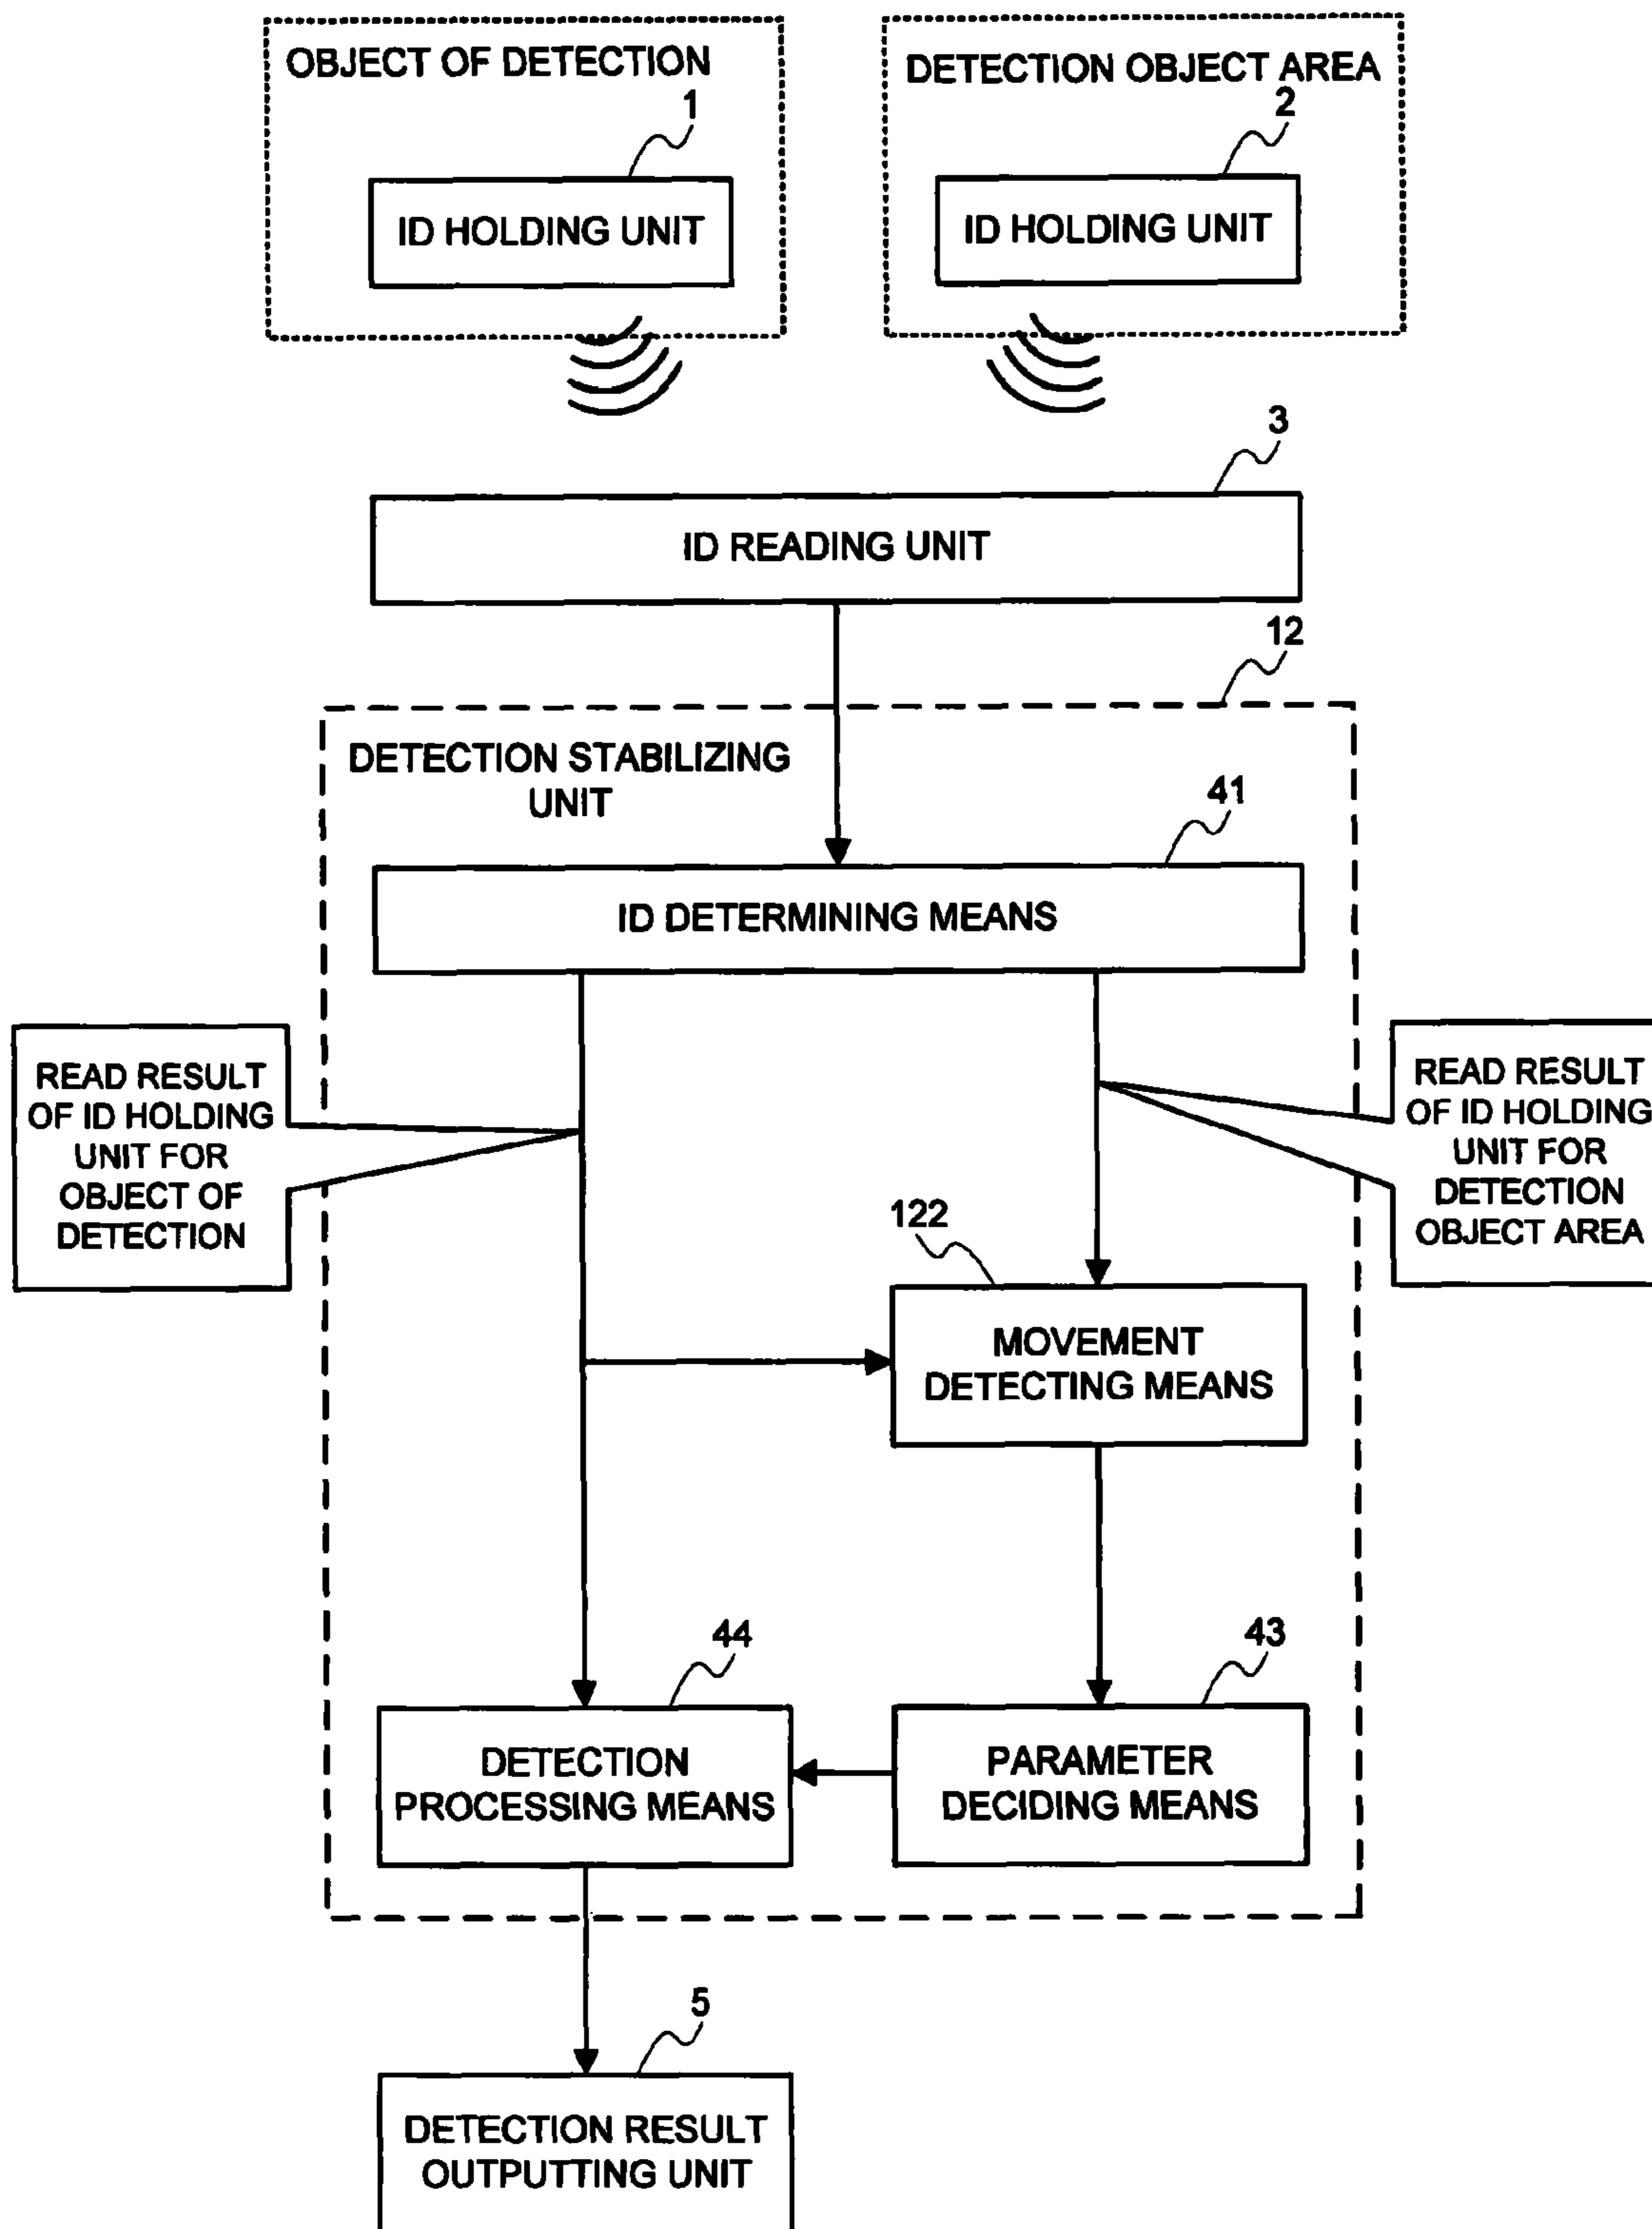 OBJECT OF DETECTION
1
ID HOLDING UNIT
DETECTION OBJECT AREA
2
ID HOLDING UNIT
3
ID READING UNIT
12
DETECTION STABILIZING
UNIT
41
ID DETERMINING MEANS
READ RESULT
OF ID HOLDING
UNIT FOR
OBJECT OF
DETECTION
READ RESULT
OF ID HOLDING
UNIT FOR
DETECTION
OBJECT AREA
122
MOVEMENT
DETECTING MEANS
44
DETECTION
PROCESSING MEANS
43
PARAMETER
DECIDING MEANS
5
DETECTION RESULT
OUTPUTTING UNIT